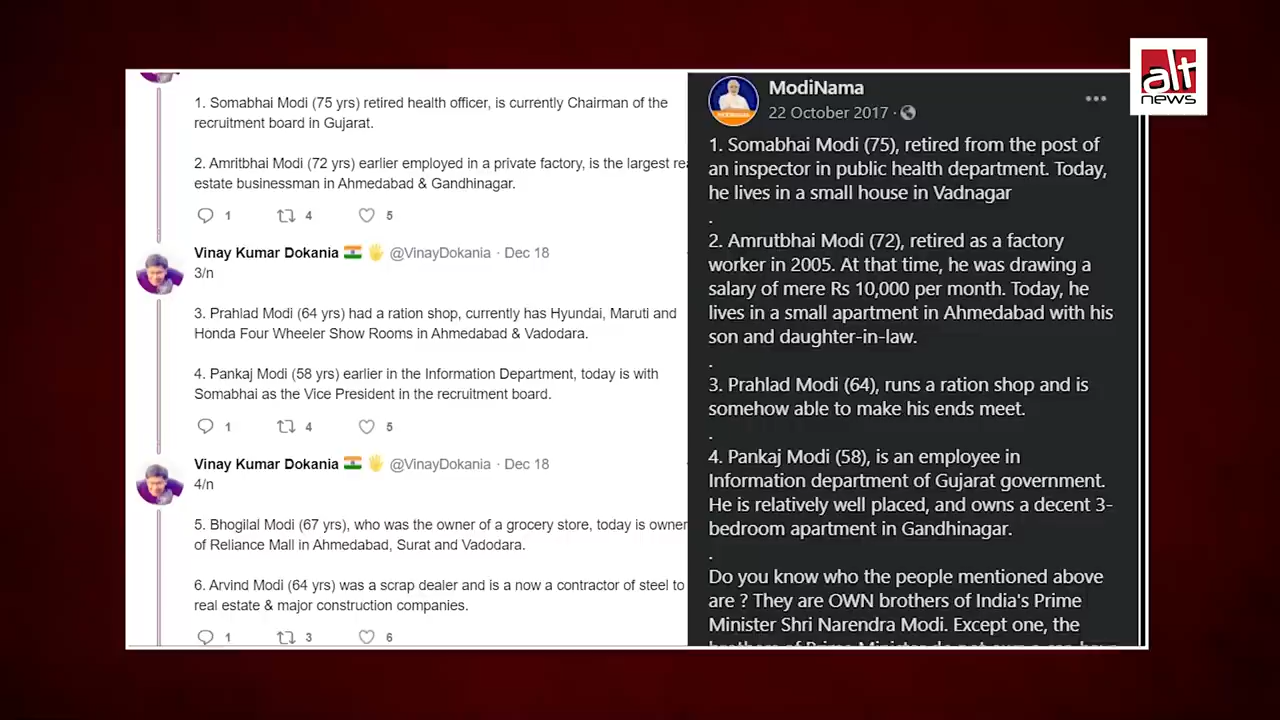 1. Somabhai Modi (75 yrs) retired health officer, is currently Chairman of the
recruitment board in Gujarat.
2. Amritbhai Modi (72 yrs) earlier employed in a private factory, is the largest
estate businessman in Ahmedabad & Gandhinagar.
1 4 5
Vinay Kumar Dokania @VinayDokania · Dec 18
3/n
3. Prahlad Modi (64 yrs) had a ration shop, currently has Hyundai, Maruti and
Honda Four Wheeler Show Rooms in Ahmedabad & Vadodara.
4. Pankaj Modi (58 yrs) earlier in the Information Department, today is with
Somabhai as the Vice President in the recruitment board.
1 4 5
Vinay Kumar Dokania @VinayDokania · Dec 18
4/n
5. Bhogilal Modi (67 yrs), who was the owner of a grocery store, today is owner
of Reliance Mall in Ahmedabad, Surat and Vadodara.
6. Arvind Modi (64 yrs) was a scrap dealer and is a now a contractor of steel to
real estate & major construction companies.
1 3 6
ModiNama
22 October 2017 ·
1. Somabhai Modi (75), retired from the post of
an inspector in public health department. Today,
he lives in a small house in Vadnagar
.
2. Amrutbhai Modi (72), retired as a factory
worker in 2005. At that time, he was drawing a
salary of mere Rs 10,000 per month. Today, he
lives in a small apartment in Ahmedabad with his
son and daughter-in-law.
.
3. Prahlad Modi (64), runs a ration shop and is
somehow able to make his ends meet.
.
4. Pankaj Modi (58), is an employee in
Information department of Gujarat government.
He is relatively well placed, and owns a decent 3-
bedroom apartment in Gandhinagar.
.
Do you know who the people mentioned above
are ? They are OWN brothers of India's Prime
Minister Shri Narendra Modi. Except one, the
alt
news